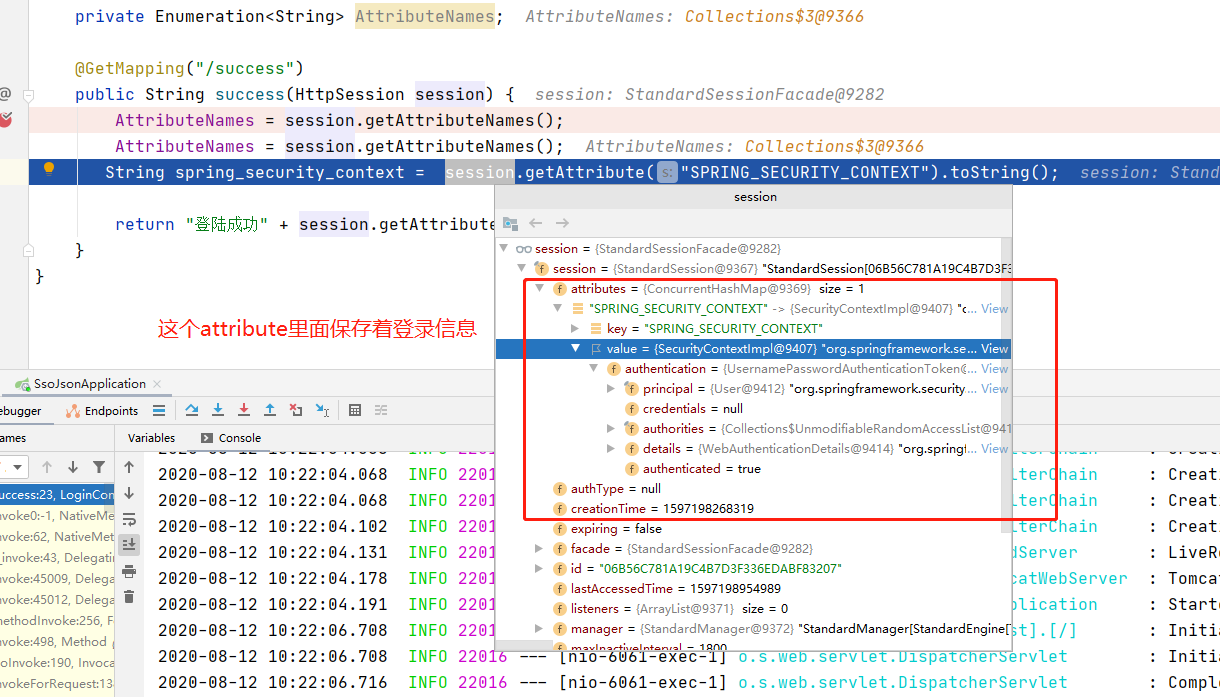 private Enumeration<String> AttributeNames;  AttributeNames: Collections$3@9366
@GetMapping("/success")
public String success(HttpSession session) {  session: StandardSessionFacade@9282
AttributeNames = session.getAttributeNames();
AttributeNames = session.getAttributeNames();  AttributeNames: Collections$3@9366
String spring_security_context =  session.getAttribute( s: "SPRING_SECURITY_CONTEXT").toString();  session: Stand
return "登陆成功" + session.getAttribute
}
}
session
session = {StandardSessionFacade@9282}
session = {StandardSession@9367} "StandardSession[06B56C781A19C4B7D3F3
attributes = {ConcurrentHashMap@9369}  size = 1
"SPRING_SECURITY_CONTEXT" -> {SecurityContextImpl@9407} "o... View
key = "SPRING_SECURITY_CONTEXT"
value = {SecurityContextImpl@9407} "org.springframework.se... View
authentication = {UsernamePasswordAuthenticationToken@... View
principal = {User@9412} "org.springframework.security... View
credentials = null
authorities = {Collections$UnmodifiableRandomAccessList@941
details = {WebAuthenticationDetails@9414} "org.springf... View
authenticated = true
authType = null
creationTime = 1597198268319
expiring = false
facade = {StandardSessionFacade@9282}
id = "06B56C781A19C4B7D3F336EDABF83207"
lastAccessedTime = 1597198954989
listeners = {ArrayList@9371}  size = 0
manager = {StandardManager@9372} "StandardManager[StandardEngine[
maxInactiveInterval = 1800
这个attribute里面保存着登录信息
SsoJsonApplication
ebugger  Endpoints
ames  Variables  Console
uccess:23, LoginCon
nvoke0:-1, NativeMe
nvoke:62, NativeMet
_invoke:43, Delegatin
nvoke:45009, Delega
nvoke:45012, Delega
methodInvoke:256, F
nvoke:498, Method
oInvoke:190, Invoca
nvokeForRequest:13
2020-08-12 10:22:04.068  INFO 2201  lterChain  : Creati
2020-08-12 10:22:04.068  INFO 2201  lterChain  : Creati
2020-08-12 10:22:04.102  INFO 2201  lterChain  : Creati
2020-08-12 10:22:04.131  INFO 2201  dServer  : LiveRe
2020-08-12 10:22:04.178  INFO 2201  catWebServer  : Tomcat
2020-08-12 10:22:04.191  INFO 2201  plication  : Starte
2020-08-12 10:22:06.708  INFO 2201  st].[/]  : Initia
2020-08-12 10:22:06.708  INFO 22016 --- [nio-6061-exec-1] o.s.web.servlet.DispatcherServlet  : Initia
2020-08-12 10:22:06.716  INFO 22016 --- [nio-6061-exec-1] o.s.web.servlet.DispatcherServlet  : Comple